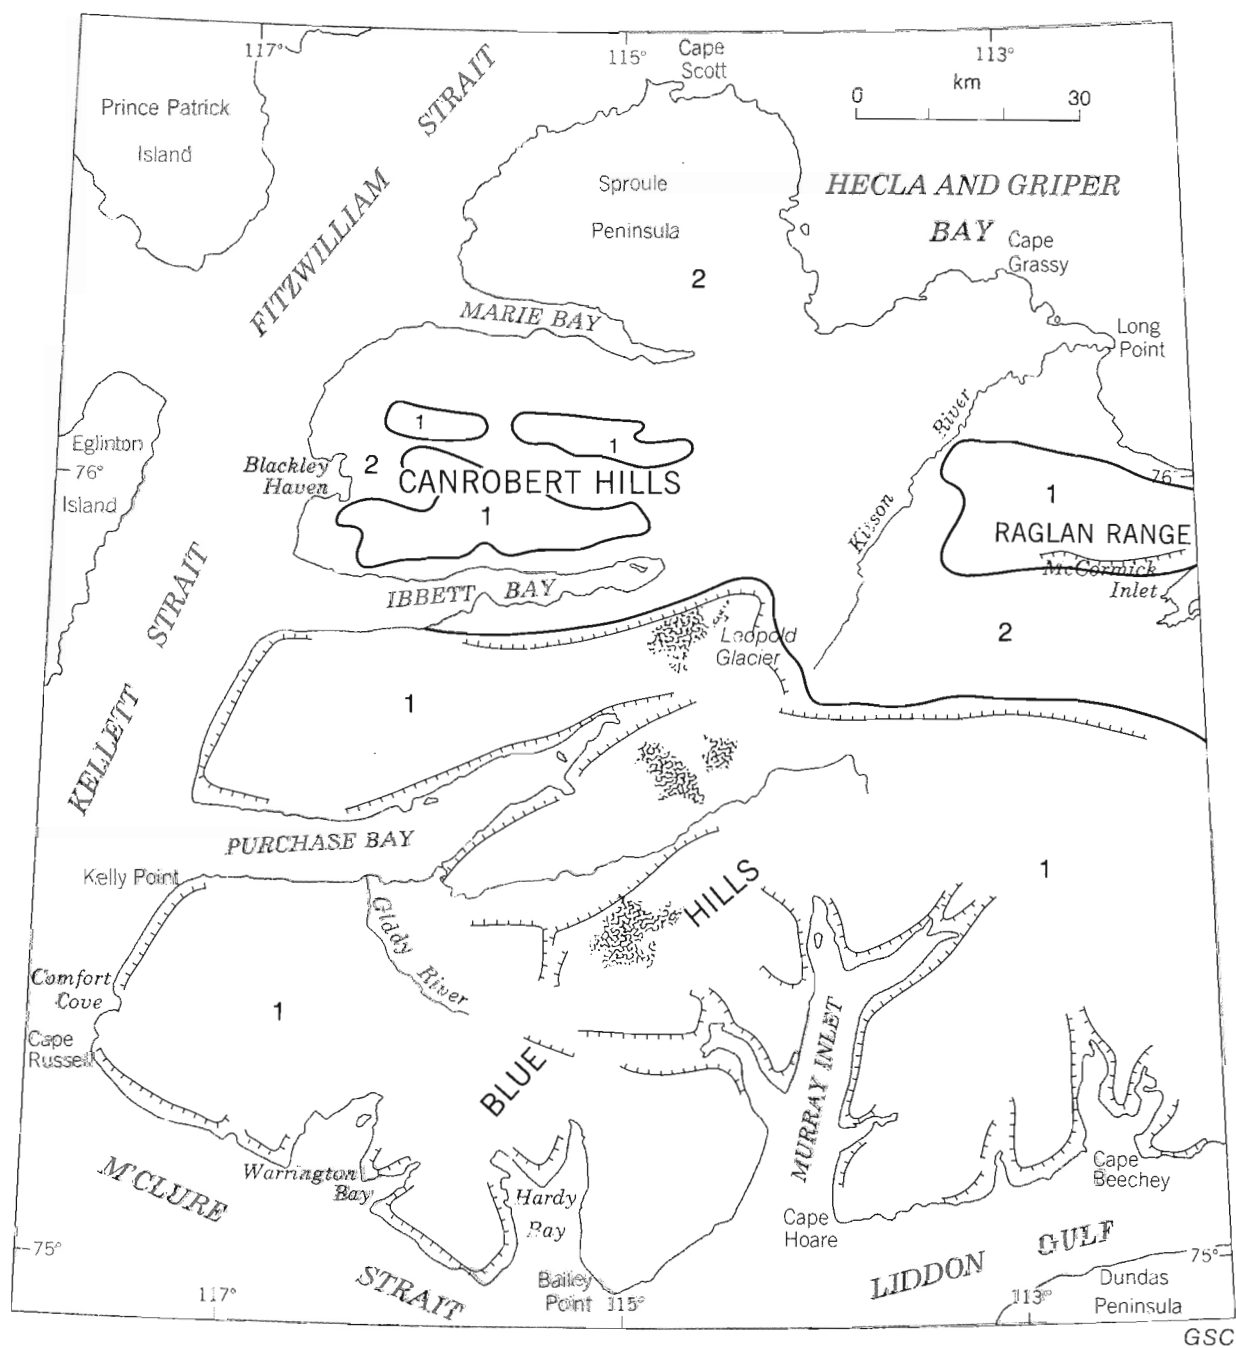 117°
115°
113°
Cape
Scott
km
0
30
Prince Patrick
Island
FITZWILLIAM STRAIT
Sproule
Peninsula
2
HECLA AND GRIPER
BAY
Cape
Grassy
MARIE BAY
Long
Point
Eglinton
Island
76°
Blackley
Haven
2
1
1
CANROBERT HILLS
1
Kitson River
76°
1
RAGLAN RANGE
McCormick
Inlet
IBBETT BAY
2
Leopold
Glacier
KELLETT STRAIT
1
PURCHASE BAY
Kelly Point
Giddy River
1
BLUE HILLS
Comfort
Cove
1
Cape
Russell
MURRAY INLET
M'CLURE STRAIT
Warrington
Bay
Hardy
Bay
Cape
Hoare
Cape
Beechey
LIDDON GULF
75°
75°
Bailey
Point
Dundas
Peninsula
117°
115°
113°
GSC